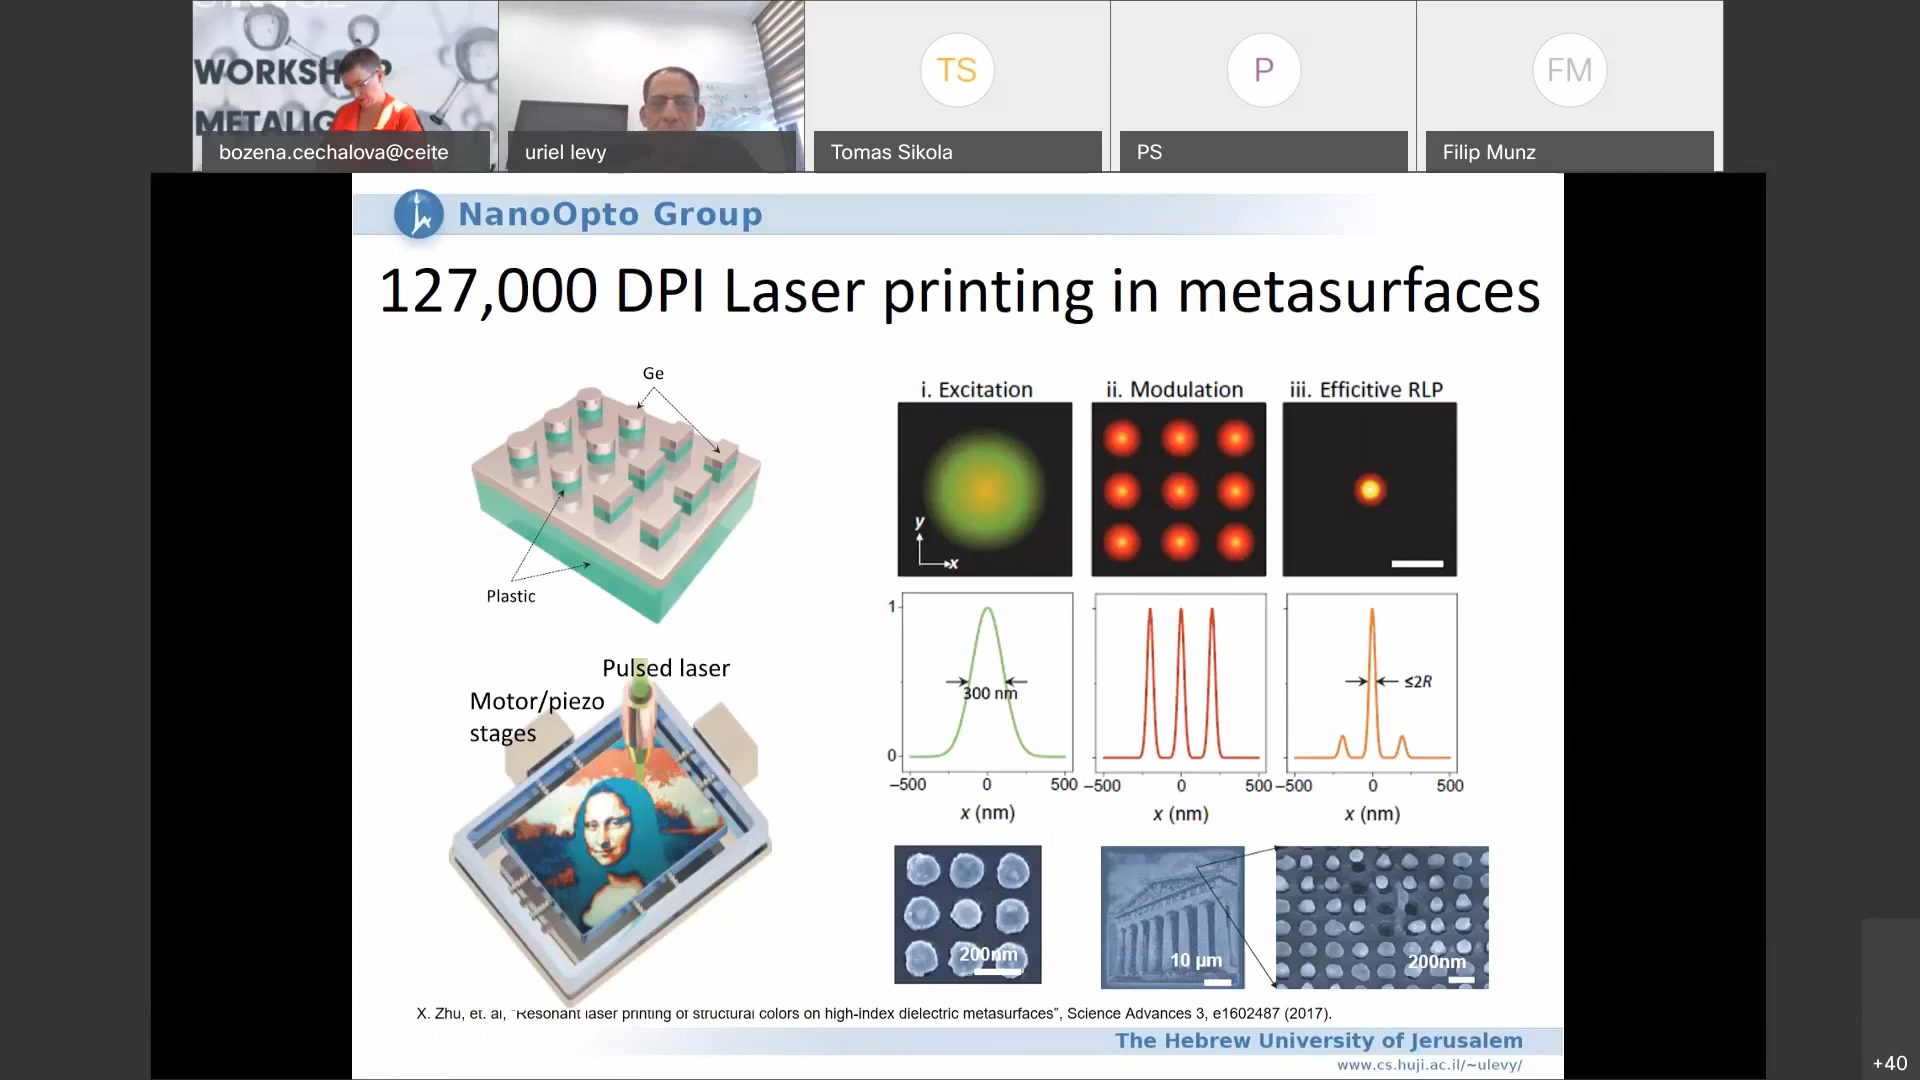 WORKSH P
METALIG
bozena.cechalova@ceite
uriel levy
TS
Tomas Sikola
P
PS
FM
Filip Munz
NanoOpto Group
127,000 DPI Laser printing in metasurfaces
Ge
Plastic
Pulsed laser
Motor/piezo
stages
i. Excitation
ii. Modulation
iii. Efficitive RLP
y
x
1
0
300 nm
≤2R
−500 0 500
−500 0 500
−500 0 500
x (nm)
x (nm)
x (nm)
200nm
10 µm
200nm
X. Zhu, et. al, "Resonant laser printing of structural colors on high-index dielectric metasurfaces", Science Advances 3, e1602487 (2017).
The Hebrew University of Jerusalem
www.cs.huji.ac.il/~ulevy/
+40